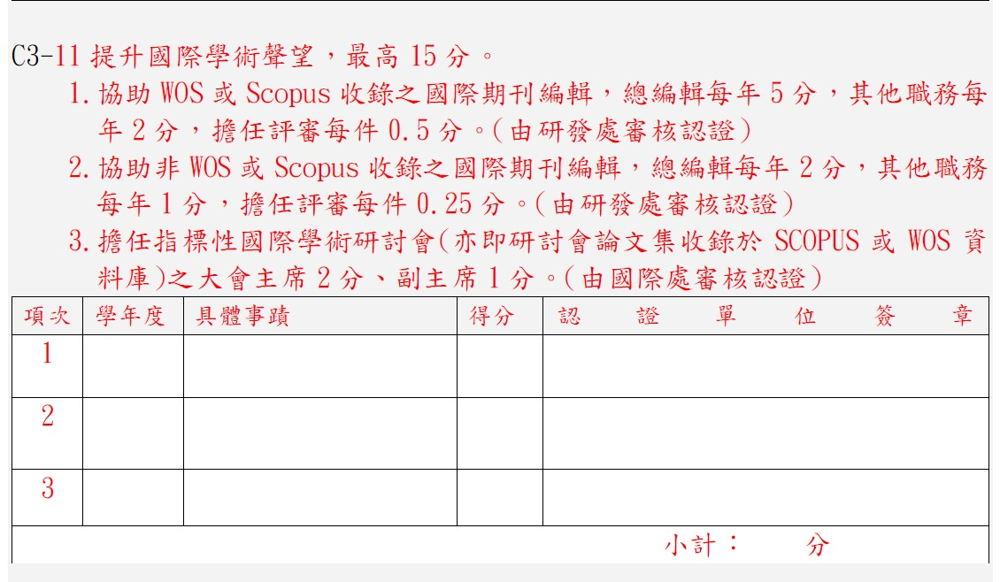 C3-11 提升國際學術聲望，最高 15 分。
1. 協助 WOS 或 Scopus 收錄之國際期刊編輯，總編輯每年 5 分，其他職務每
年 2 分，擔任評審每件 0.5 分。(由研發處審核認證)
2. 協助非 WOS 或 Scopus 收錄之國際期刊編輯，總編輯每年 2 分，其他職務
每年 1 分，擔任評審每件 0.25 分。(由研發處審核認證)
3. 擔任指標性國際學術研討會(亦即研討會論文集收錄於 SCOPUS 或 WOS 資
料庫)之大會主席 2 分、副主席 1 分。(由國際處審核認證)
項次 學年度 具體事蹟 得分 認證單位簽章
1
2
3
小計： 分